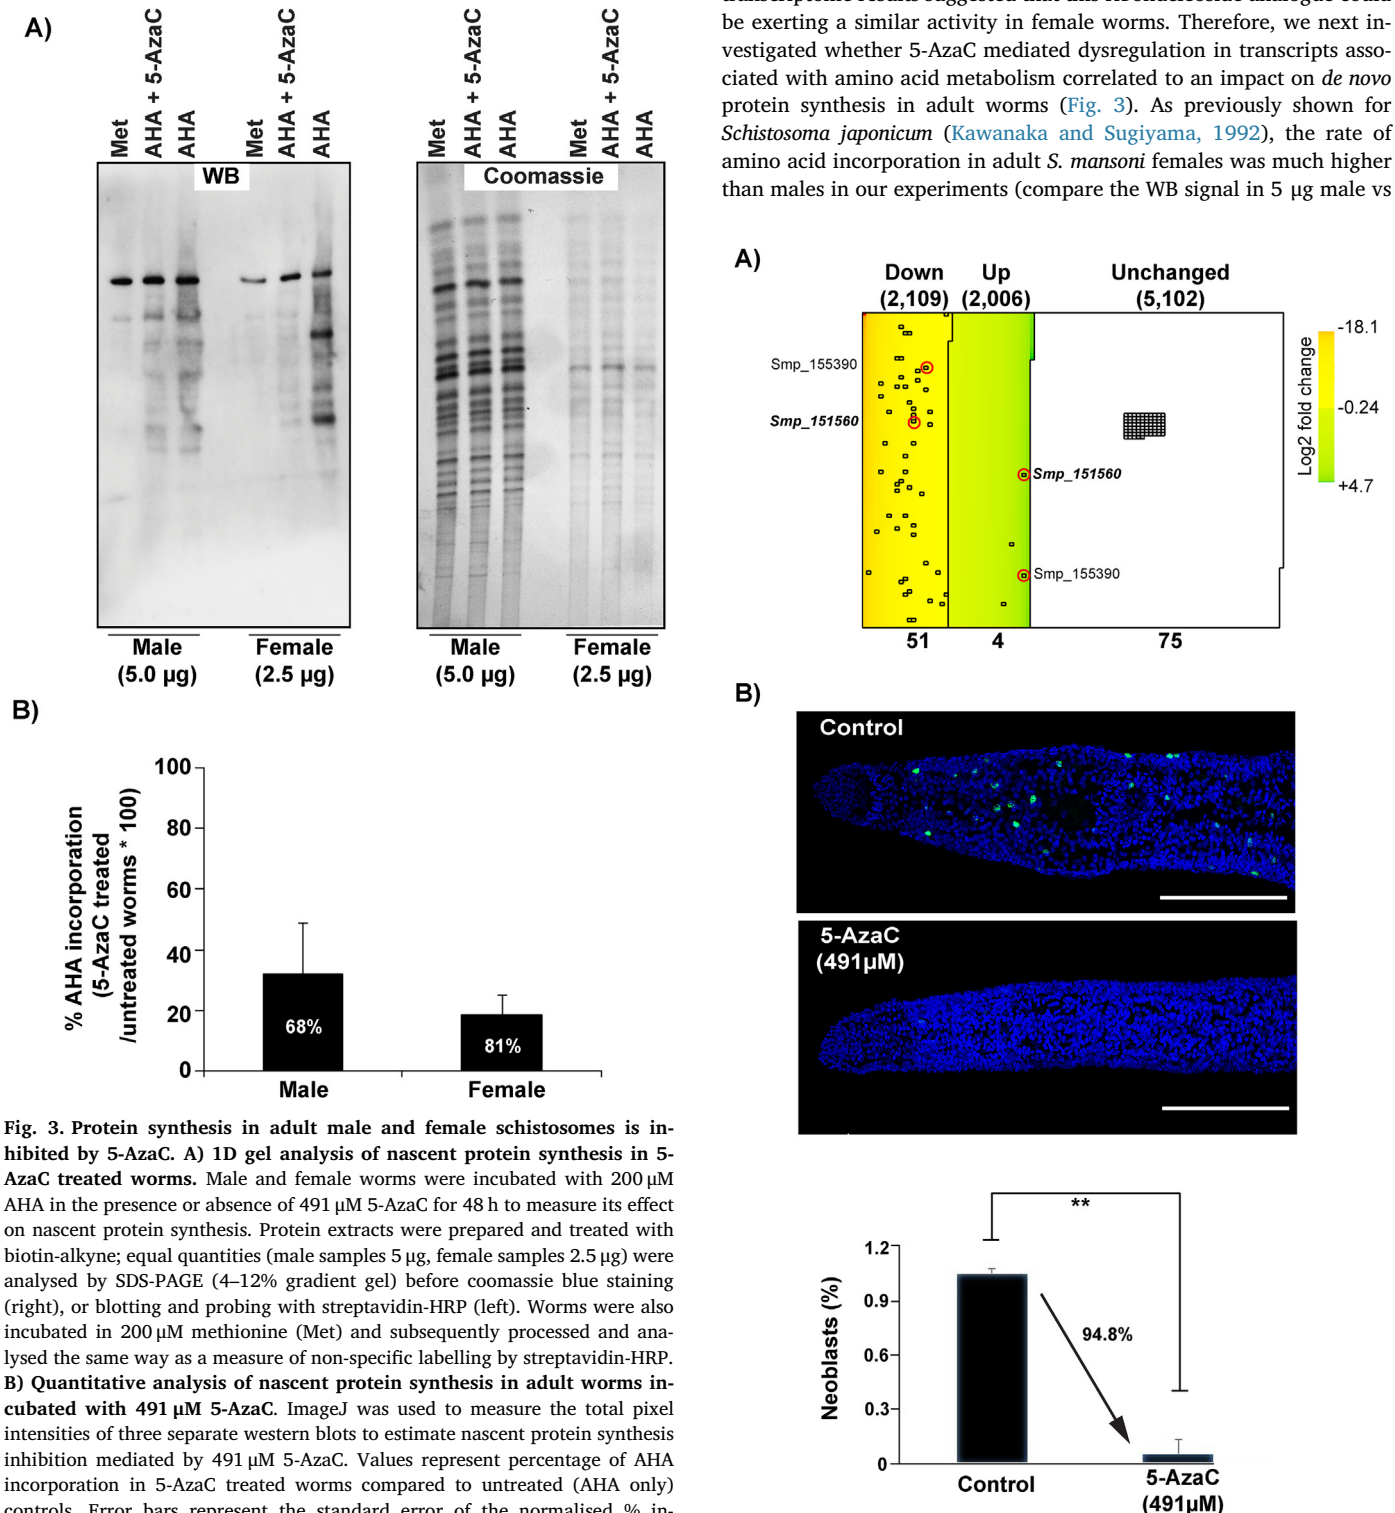 A)
Met
AHA + 5-AzaC
AHA
Met
AHA + 5-AzaC
AHA
Met
AHA + 5-AzaC
AHA
AHA
AHA + 5-AzaC
AHA
WB
Coomassie
Male
(5.0 µg)
Female
(2.5 µg)
Male
(5.0 µg)
Female
(2.5 µg)
B)
% AHA incorporation
(5-AzaC treated
/untreated worms * 100)
100
80
60
40
20
0
68%
81%
Male
Female
Fig. 3. Protein synthesis in adult male and female schistosomes is in-
hibited by 5-AzaC. A) 1D gel analysis of nascent protein synthesis in 5-
AzaC treated worms. Male and female worms were incubated with 200 µM
AHA in the presence or absence of 491 µM 5-AzaC for 48 h to measure its effect
on nascent protein synthesis. Protein extracts were prepared and treated with
biotin-alkyne; equal quantities (male samples 5 µg, female samples 2.5 µg) were
analysed by SDS-PAGE (4–12% gradient gel) before coomassie blue staining
(right), or blotting and probing with streptavidin-HRP (left). Worms were also
incubated in 200 µM methionine (Met) and subsequently processed and ana-
lysed the same way as a measure of non-specific labelling by streptavidin-HRP.
B) Quantitative analysis of nascent protein synthesis in adult worms in-
cubated with 491 µM 5-AzaC. ImageJ was used to measure the total pixel
intensities of three separate western blots to estimate nascent protein synthesis
inhibition mediated by 491 µM 5-AzaC. Values represent percentage of AHA
incorporation in 5-AzaC treated worms compared to untreated (AHA only)
controls. Error bars represent the standard error of the normalised % in-
be exerting a similar activity in female worms. Therefore, we next in-
vestigated whether 5-AzaC mediated dysregulation in transcripts asso-
ciated with amino acid metabolism correlated to an impact on de novo
protein synthesis in adult worms (Fig. 3). As previously shown for
Schistosoma japonicum (Kawanaka and Sugiyama, 1992), the rate of
amino acid incorporation in adult S. mansoni females was much higher
than males in our experiments (compare the WB signal in 5 µg male vs
A)
Down
(2,109)
Up
(2,006)
Unchanged
(5,102)
Smp_155390
Smp_151560
Smp_151560
Smp_155390
51
4
75
Log2 fold change
-18.1
-0.24
+4.7
B)
Control
5-AzaC
(491µM)
Neoblasts (%)
1.2
0.9
0.6
0.3
0
**
94.8%
Control
5-AzaC
(491µM)